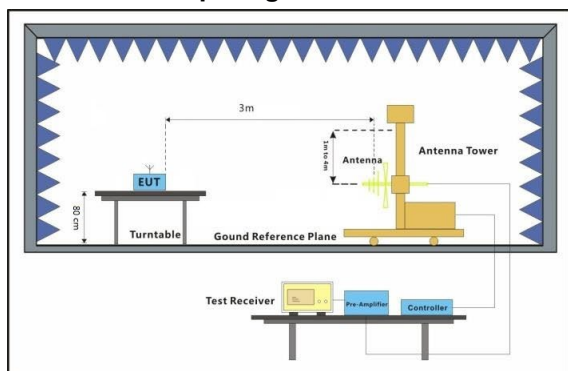 3m
1m to 4m
Antenna
Antenna Tower
EUT
80 cm
Turntable
Gound Reference Plane
Test Receiver
Pre-Amplifier
Controller